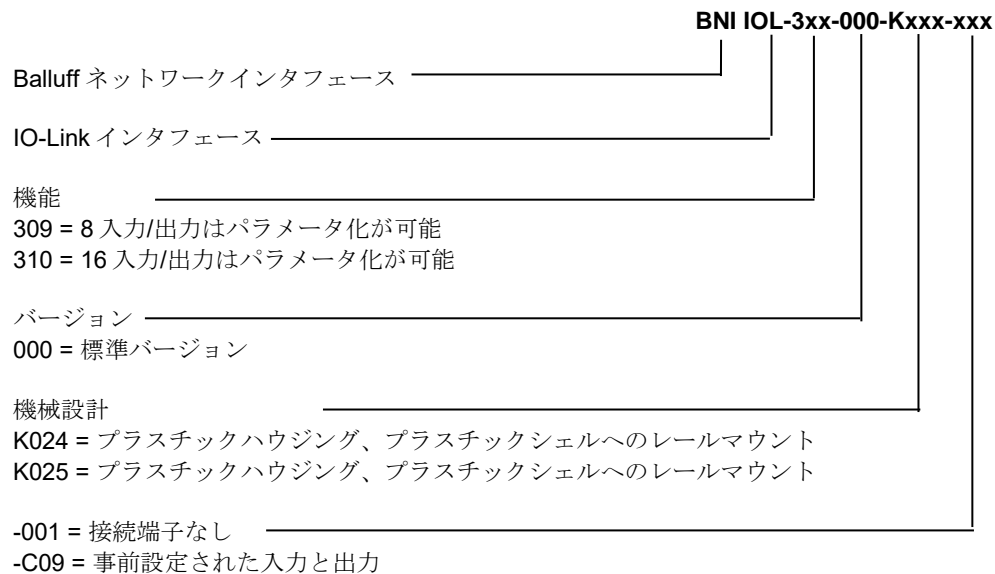 BNI IOL-3xx-000-Kxxx-xxx
Balluff ネットワークインタフェース
IO-Link インタフェース
機能
309 = 8 入力/出力はパラメータ化が可能
310 = 16 入力/出力はパラメータ化が可能
バージョン
000 = 標準バージョン
機械設計
K024 = プラスチックハウジング、プラスチックシェルへのレールマウント
K025 = プラスチックハウジング、プラスチックシェルへのレールマウント
-001 = 接続端子なし
-C09 = 事前設定された入力と出力